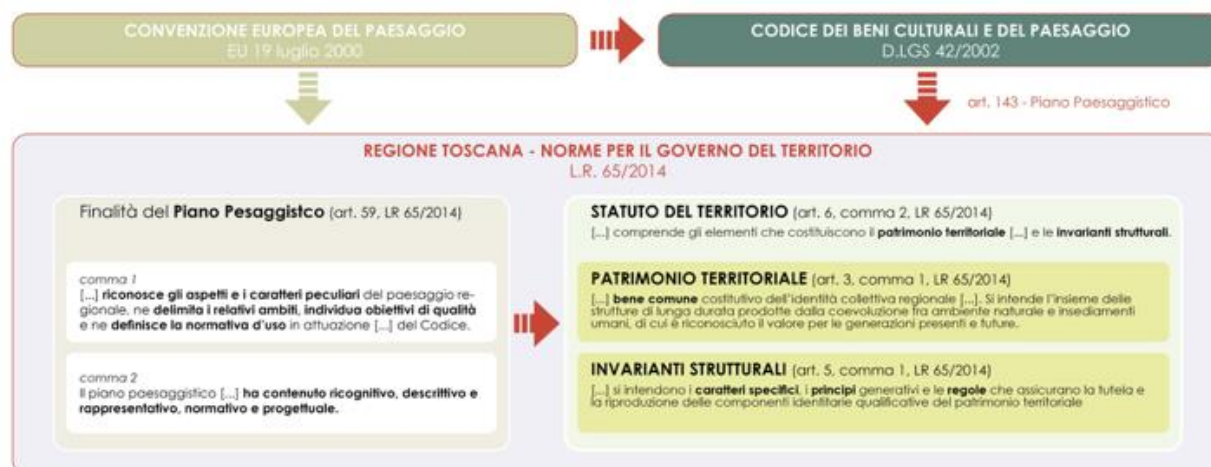 CONVENZIONE EUROPEA DEL PAESAGGIO
EU 19 luglio 2000
CODICE DEI BENI CULTURALI E DEL PAESAGGIO
D.LGS 42/2002
art. 143 - Piano Paesaggistico
REGIONE TOSCANA - NORME PER IL GOVERNO DEL TERRITORIO
L.R. 65/2014
Finalità del Piano Pesaggistco (art. 59, LR 65/2014)
comma 1
[...] riconosce gli aspetti e i caratteri peculiari del paesaggio re-
gionale, ne delimita i relativi ambiti, individua obiettivi di qualità
e ne definisce la normativa d'uso in attuazione [...] del Codice.
comma 2
Il piano paesaggistico [...] ha contenuto ricognitivo, descrittivo e
rappresentativo, normativo e progettuale.
STATUTO DEL TERRITORIO (art. 6, comma 2, LR 65/2014)
[...] comprende gli elementi che costituiscono il patrimonio territoriale [...] e le invarianti strutturali.
PATRIMONIO TERRITORIALE (art. 3, comma 1, LR 65/2014)
[...] bene comune costitutivo dell'identità collettiva regionale [...]. Si intende l'insieme delle
strutture di lunga durata prodotte dalla coevoluzione fra ambiente naturale e insediamenti
umani, di cui è riconosciuto il valore per le generazioni presenti e future.
INVARIANTI STRUTTURALI (art. 5, comma 1, LR 65/2014)
[...] si intendono i caratteri specifici, i principi generativi e le regole che assicurano la tutela e
la riproduzione delle componenti identitarie qualificative del patrimonio territoriale